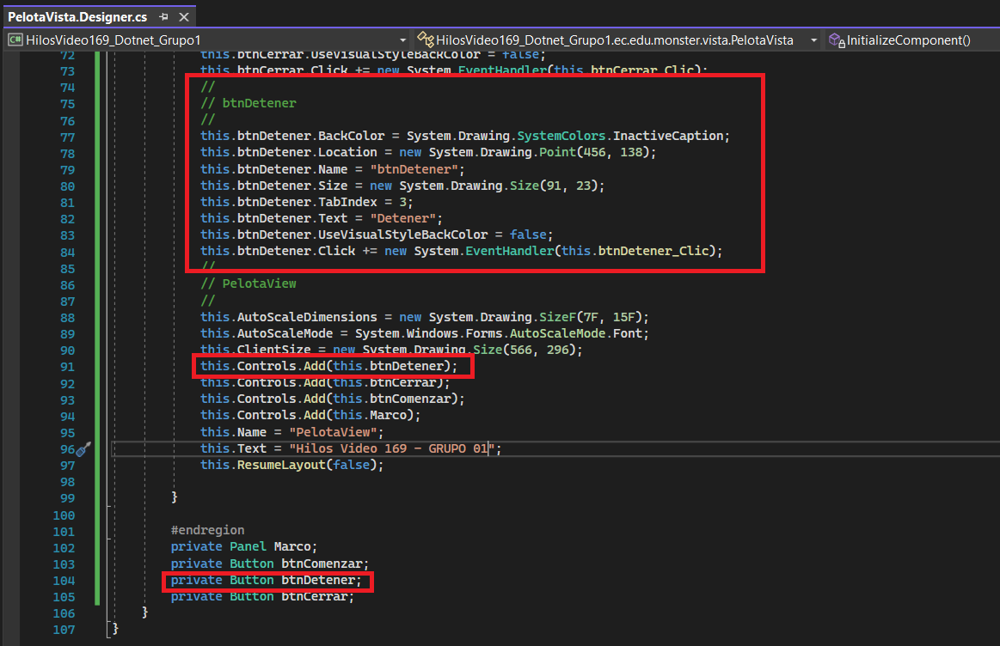 PelotaVista.Designer.cs
C# HilosVideo169_Dotnet_Grupo1 HilosVideo169_Dotnet_Grupo1.ec.edu.monster.vista.PelotaVista InitializeComponent()
72 this.btnCerrar.UseVisualStyleBackColor = false;
73 this.btnCerrar.Click += new System.EventHandler(this.btnCerrar_Clic);
74 //
75 // btnDetener
76 //
77 this.btnDetener.BackColor = System.Drawing.SystemColors.InactiveCaption;
78 this.btnDetener.Location = new System.Drawing.Point(456, 138);
79 this.btnDetener.Name = "btnDetener";
80 this.btnDetener.Size = new System.Drawing.Size(91, 23);
81 this.btnDetener.TabIndex = 3;
82 this.btnDetener.Text = "Detener";
83 this.btnDetener.UseVisualStyleBackColor = false;
84 this.btnDetener.Click += new System.EventHandler(this.btnDetener_Clic);
85 //
86 // PelotaView
87 //
88 this.AutoScaleDimensions = new System.Drawing.SizeF(7F, 15F);
89 this.AutoScaleMode = System.Windows.Forms.AutoScaleMode.Font;
90 this.ClientSize = new System.Drawing.Size(566, 296);
91 this.Controls.Add(this.btnDetener);
92 this.Controls.Add(this.btnCerrar);
93 this.Controls.Add(this.btnComenzar);
94 this.Controls.Add(this.Marco);
95 this.Name = "PelotaView";
96 this.Text = "Hilos Video 169 - GRUPO 01";
97 this.ResumeLayout(false);
98
99 }
100
101 #endregion
102 private Panel Marco;
103 private Button btnComenzar;
104 private Button btnDetener;
105 private Button btnCerrar;
106 }
107 }